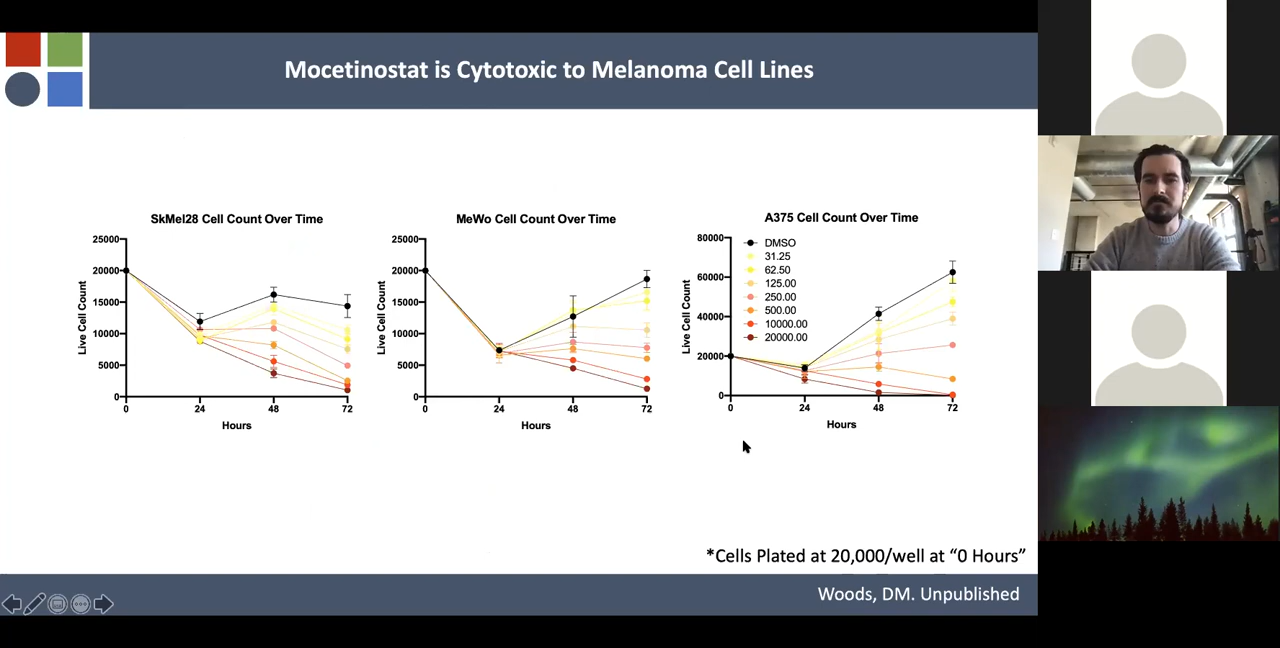 Mocetinostat is Cytotoxic to Melanoma Cell Lines
SkMel28 Cell Count Over Time
Live Cell Count
25000
20000
15000
10000
5000
0
0 24 48 72
Hours
MeWo Cell Count Over Time
Live Cell Count
25000
20000
15000
10000
5000
0
0 24 48 72
Hours
A375 Cell Count Over Time
Live Cell Count
80000
60000
40000
20000
0
0 24 48 72
Hours
DMSO
31.25
62.50
125.00
250.00
500.00
10000.00
20000.00
*Cells Plated at 20,000/well at “0 Hours”
Woods, DM. Unpublished